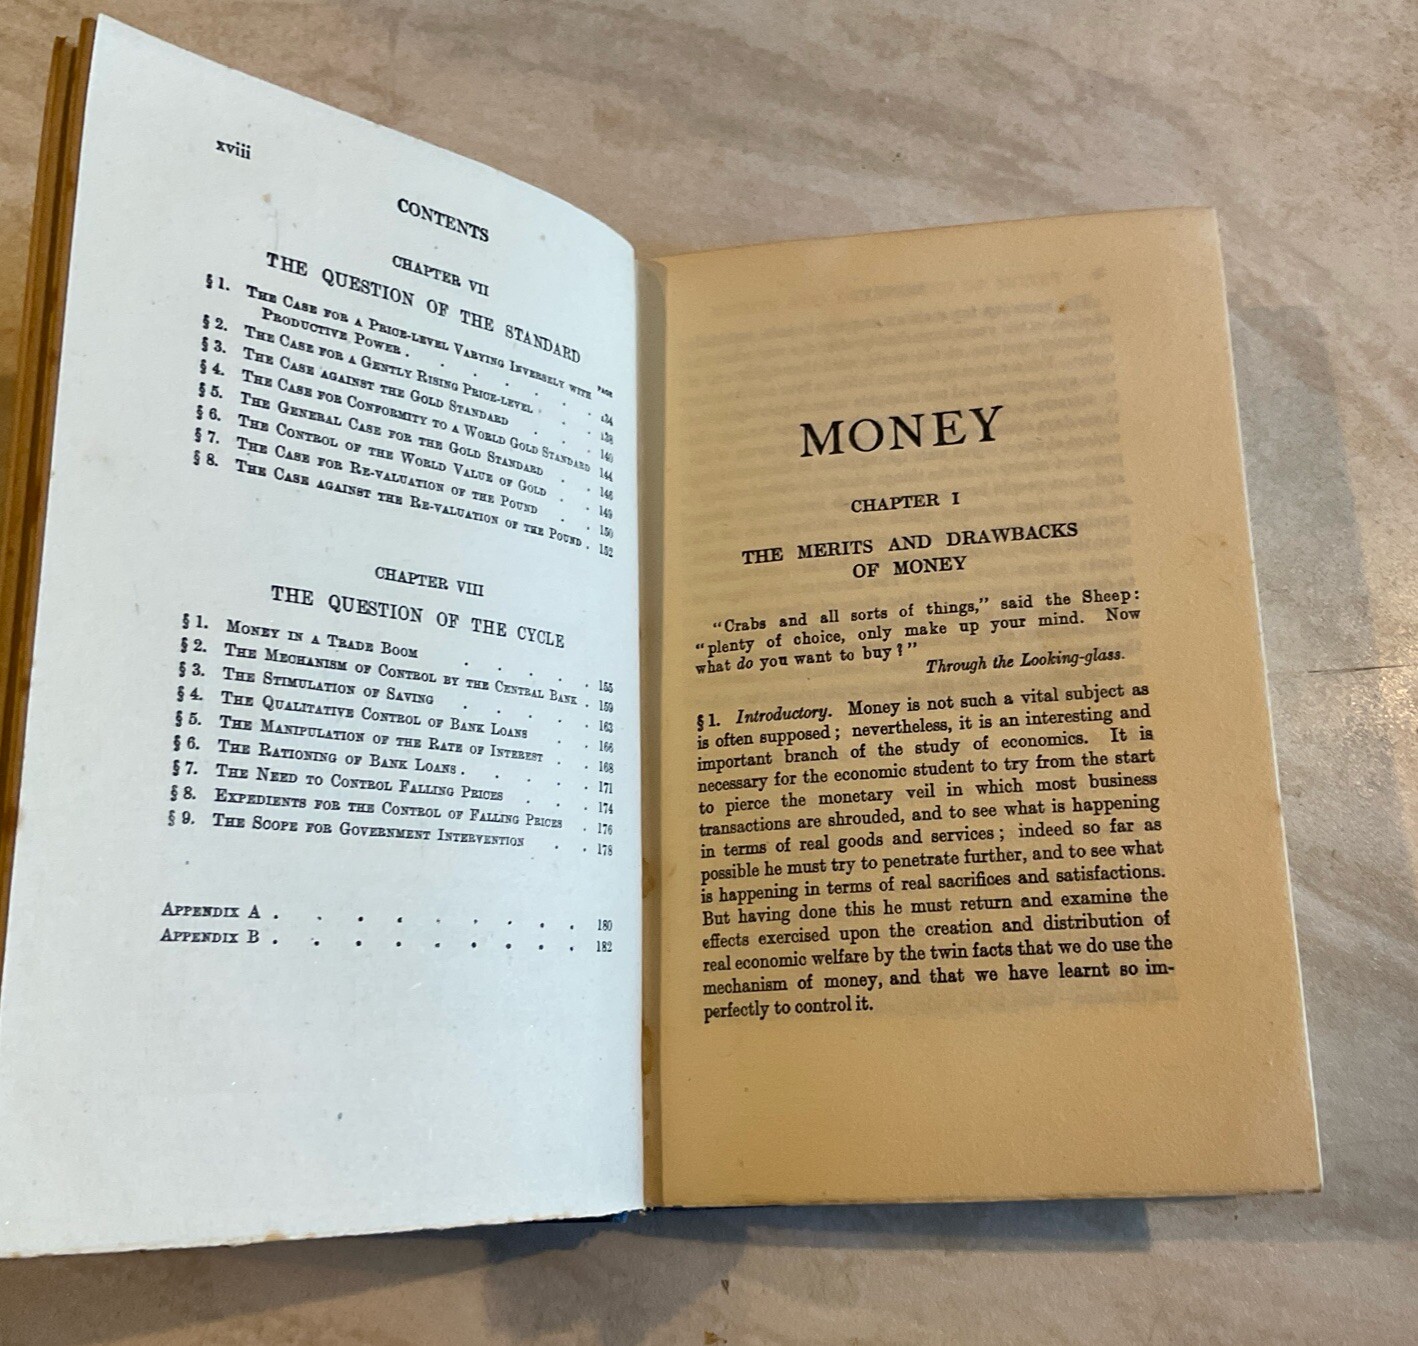 xviii
CONTENTS
CHAPTER VII
THE QUESTION OF THE STANDARD
PAGE
§ 1. The Case for a Price-level Varying Inversely with
Productive Power . . . . . . 134
§ 2. The Case for a Gently Rising Price-level . . . 138
§ 3. The Case against the Gold Standard . . . 140
§ 4. The Case for Conformity to a World Gold Standard 144
§ 5. The General Case for the Gold Standard . . 146
§ 6. The Control of the World Value of Gold . . 149
§ 7. The Case for Re-valuation of the Pound . . 150
§ 8. The Case against the Re-valuation of the Pound . 152
CHAPTER VIII
THE QUESTION OF THE CYCLE
§ 1. Money in a Trade Boom . . . . . 155
§ 2. The Mechanism of Control by the Central Bank . 159
§ 3. The Stimulation of Saving . . . . . 163
§ 4. The Qualitative Control of Bank Loans . . 166
§ 5. The Manipulation of the Rate of Interest . . 168
§ 6. The Rationing of Bank Loans . . . . . 171
§ 7. The Need to Control Falling Prices . . . 174
§ 8. Expedients for the Control of Falling Prices . 176
§ 9. The Scope for Government Intervention . . 178
Appendix A . . . . . . . . . 180
Appendix B . . . . . . . . . 182
MONEY
CHAPTER I
THE MERITS AND DRAWBACKS
OF MONEY
"Crabs and all sorts of things," said the Sheep:
"plenty of choice, only make up your mind. Now
what do you want to buy?"
Through the Looking-glass.
§ 1. Introductory. Money is not such a vital subject as
is often supposed; nevertheless, it is an interesting and
important branch of the study of economics. It is
necessary for the economic student to try from the start
to pierce the monetary veil in which most business
transactions are shrouded, and to see what is happening
in terms of real goods and services; indeed so far as
possible he must try to penetrate further, and to see what
is happening in terms of real sacrifices and satisfactions.
But having done this he must return and examine the
effects exercised upon the creation and distribution of
real economic welfare by the twin facts that we do use the
mechanism of money, and that we have learnt so im-
perfectly to control it.